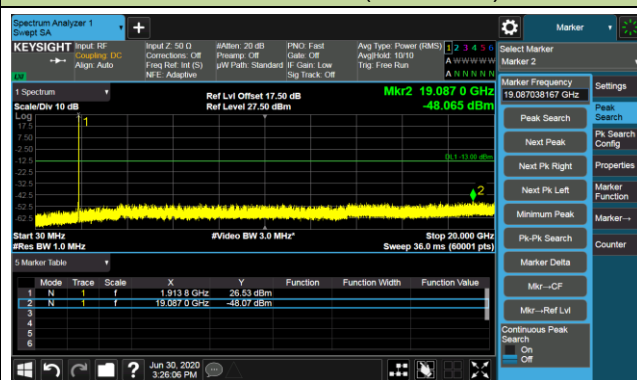 Spectrum Analyzer 1
Swept SA
+
Marker
KEYSIGHT
Input: RF
Coupling: DC
Align: Auto
Input Z: 50 Ω
Corrections: Off
Freq Ref: Int (S)
NFE: Adaptive
#Atten: 20 dB
Preamp: Off
µW Path: Standard
PNO: Fast
Gate: Off
IF Gain: Low
Sig Track: Off
Avg Type: Power (RMS)
Avg|Hold: 10/10
Trig: Free Run
1 2 3 4 5 6
A W W W W W
A N N N N N
Select Marker
Marker 2
LW
1 Spectrum
Ref Lvl Offset 17.50 dB
Mkr2 19.087 0 GHz
Scale/Div 10 dB
Ref Level 27.50 dBm
-48.065 dBm
Log
17.5
7.50
-2.50
-12.5
-22.5
-32.5
-42.5
-52.5
-62.5
1
DL1 -13.00 dBm
2
Start 30 MHz
#Video BW 3.0 MHz*
Stop 20.000 GHz
#Res BW 1.0 MHz
Sweep 36.0 ms (60001 pts)
5 Marker Table
Mode Trace Scale X Y Function Function Width Function Value
1 N 1 f 1.913 8 GHz 26.53 dBm
2 N 1 f 19.087 0 GHz -48.07 dBm
3
4
5
6
Marker Frequency
19.087038167 GHz
Peak Search
Next Peak
Next Pk Right
Next Pk Left
Minimum Peak
Pk-Pk Search
Marker Delta
Mkr→CF
Mkr→Ref Lvl
Continuous Peak
Search
On
Off
Settings
Peak
Search
Pk Search
Config
Properties
Marker
Function
Marker→
Counter
?
Jun 30, 2020
3:26:06 PM